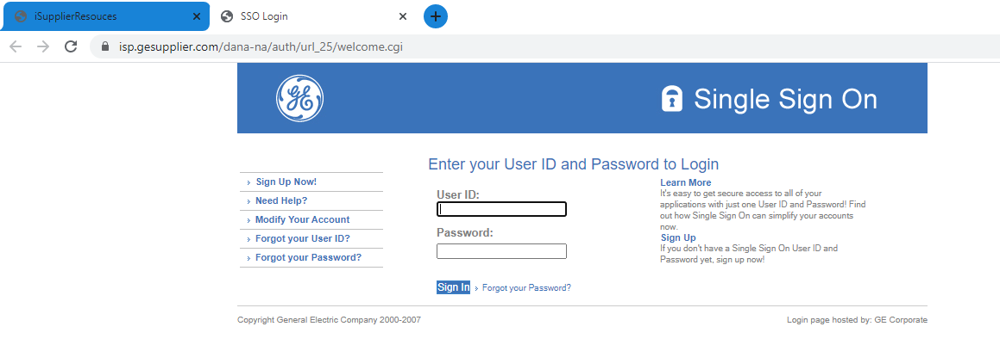 iSupplierResouces
SSO Login
isp.gesupplier.com/dana-na/auth/url_25/welcome.cgi
GE
Single Sign On
Sign Up Now!
Need Help?
Modify Your Account
Forgot your User ID?
Forgot your Password?
Enter your User ID and Password to Login
User ID:
Password:
Sign In
Forgot your Password?
Learn More
It's easy to get secure access to all of your
applications with just one User ID and Password! Find
out how Single Sign On can simplify your accounts
now.
Sign Up
If you don't have a Single Sign On User ID and
Password yet, sign up now!
Copyright General Electric Company 2000-2007
Login page hosted by: GE Corporate